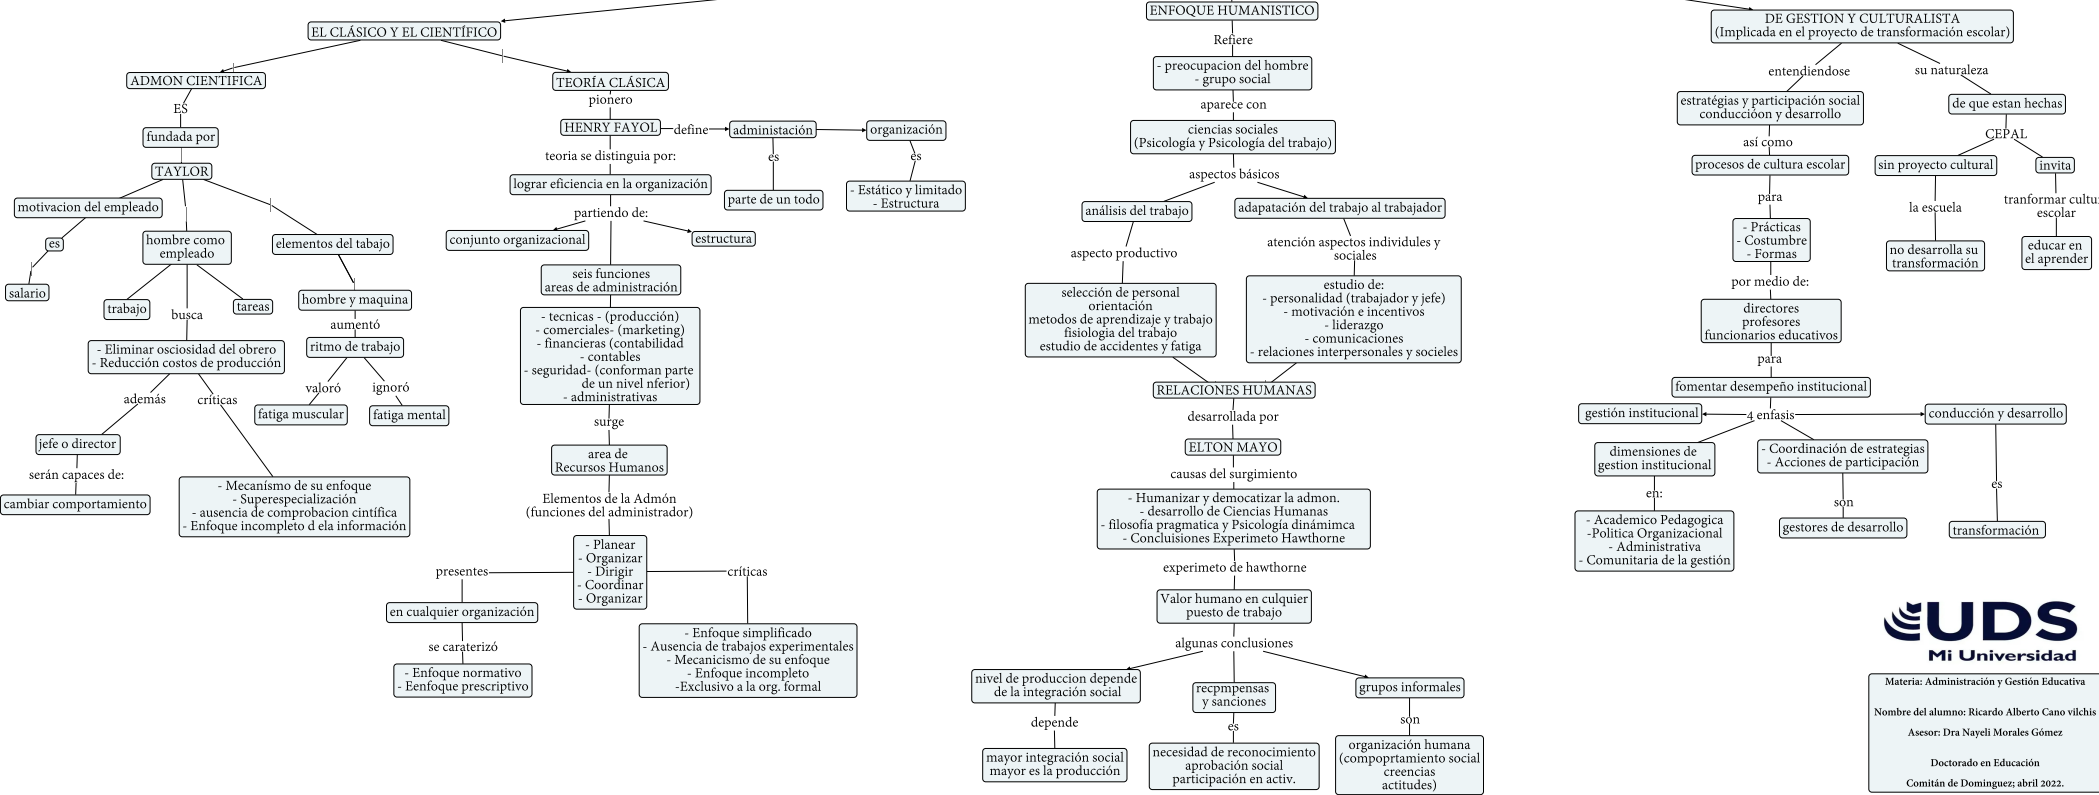 EL CLÁSICO Y EL CIENTÍFICO
ADMON CIENTIFICA
ES
fundada por
TAYLOR
motivacion del empleado
es
salario
hombre como
empleado
trabajo
tareas
busca
- Eliminar osciosidad del obrero
- Reducción costos de producción
además
críticas
jefe o director
serán capaces de:
cambiar comportamiento
- Mecanísmo de su enfoque
- Superespecialización
- ausencia de comprobacion cintífica
- Enfoque incompleto d ela información
elementos del tabajo
hombre y maquina
aumentó
ritmo de trabajo
valoró
ignoró
fatiga muscular
fatiga mental
TEORÍA CLÁSICA
pionero
HENRY FAYOL
define
administación
organización
es
es
parte de un todo
- Estático y limitado
- Estructura
teoria se distinguia por:
lograr eficiencia en la organización
partiendo de:
conjunto organizacional
estructura
seis funciones
areas de administración
- tecnicas - (producción)
- comerciales- (marketing)
- financieras (contabilidad
- contables
- seguridad- (conforman parte
de un nivel nferior)
- administrativas
surge
area de
Recursos Humanos
Elementos de la Admón
(funciones del administrador)
- Planear
- Organizar
- Dirigir
- Coordinar
- Organizar
presentes
críticas
en cualquier organización
se caraterizó
- Enfoque normativo
- Eenfoque prescriptivo
- Enfoque simplificado
- Ausencia de trabajos experimentales
- Mecanicismo de su enfoque
- Enfoque incompleto
-Exclusivo a la org. formal
ENFOQUE HUMANISTICO
Refiere
- preocupacion del hombre
- grupo social
aparece con
ciencias sociales
(Psicología y Psicología del trabajo)
aspectos básicos
análisis del trabajo
adapatación del trabajo al trabajador
aspecto productivo
atención aspectos individules y
sociales
selección de personal
orientación
metodos de aprendizaje y trabajo
fisiologia del trabajo
estudio de accidentes y fatiga
estudio de:
- personalidad (trabajador y jefe)
- motivación e incentivos
- liderazgo
- comunicaciones
- relaciones interpersonales y socieles
RELACIONES HUMANAS
desarrollada por
ELTON MAYO
causas del surgimiento
- Humanizar y democatizar la admon.
- desarrollo de Ciencias Humanas
- filosofía pragmatica y Psicología dinámimca
- Concluisiones Experimeto Hawthorne
experimeto de hawthorne
Valor humano en culquier
puesto de trabajo
algunas conclusiones
nivel de produccion depende
de la integración social
depende
mayor integración social
mayor es la producción
recpmpensas
y sanciones
es
necesidad de reconocimiento
aprobación social
participación en activ.
grupos informales
son
organización humana
(compoprtamiento social
creencias
actitudes)
DE GESTION Y CULTURALISTA
(Implicada en el proyecto de transformación escolar)
entendiendose
su naturaleza
estratégias y participación social
conduccióon y desarrollo
así como
procesos de cultura escolar
para
- Prácticas
- Costumbre
- Formas
por medio de:
directores
profesores
funcionarios educativos
para
fomentar desempeño institucional
gestión institucional
4 enfasis
conducción y desarrollo
dimensiones de
gestion institucional
- Coordinación de estrategias
- Acciones de participación
en:
son
es
- Academico Pedagogica
-Politica Organizacional
- Administrativa
- Comunitaria de la gestión
gestores de desarrollo
transformación
de que estan hechas
CEPAL
sin proyecto cultural
invita
la escuela
tranformar cultu
escolar
no desarrolla su
transformación
educar en
el aprender
UDS
Mi Universidad
Materia: Administración y Gestión Educativa
Nombre del alumno: Ricardo Alberto Cano vilchis
Asesor: Dra Nayeli Morales Gómez
Doctorado en Educación
Comitán de Dominguez; abril 2022.